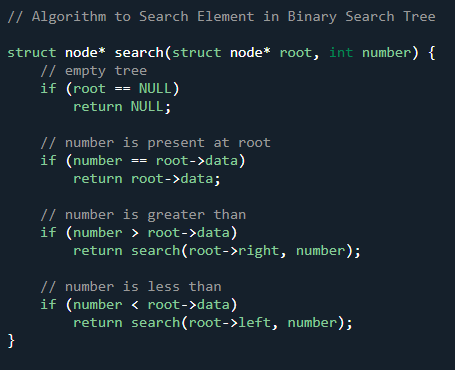 // Algorithm to Search Element in Binary Search Tree
struct node* search(struct node* root, int number) {
    // empty tree
    if (root == NULL)
        return NULL;
    // number is present at root
    if (number == root->data)
        return root->data;
    // number is greater than
    if (number > root->data)
        return search(root->right, number);
    // number is less than
    if (number < root->data)
        return search(root->left, number);
}